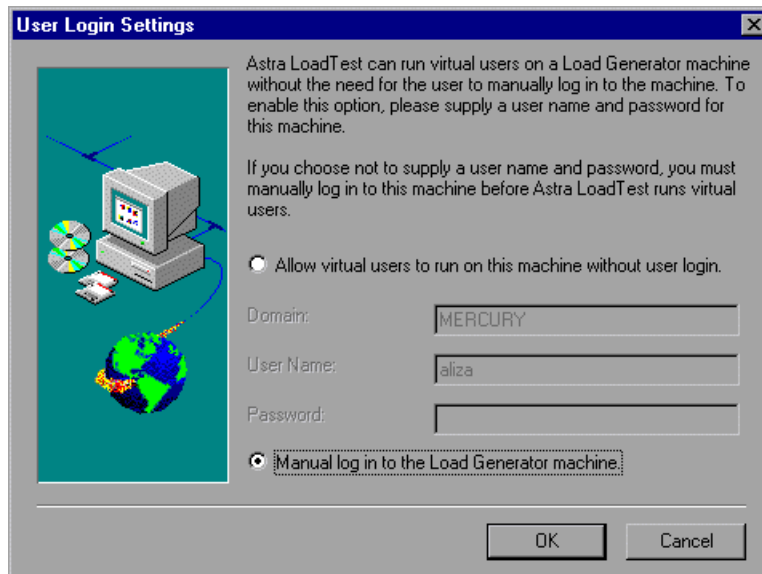 User Login Settings
Astra LoadTest can run virtual users on a Load Generator machine
without the need for the user to manually log in to the machine. To
enable this option, please supply a user name and password for
this machine.
If you choose not to supply a user name and password, you must
manually log in to this machine before Astra LoadTest runs virtual
users.
Allow virtual users to run on this machine without user login.
Domain: MERCURY
User Name: aliza
Password:
Manual log in to the Load Generator machine.
OK Cancel